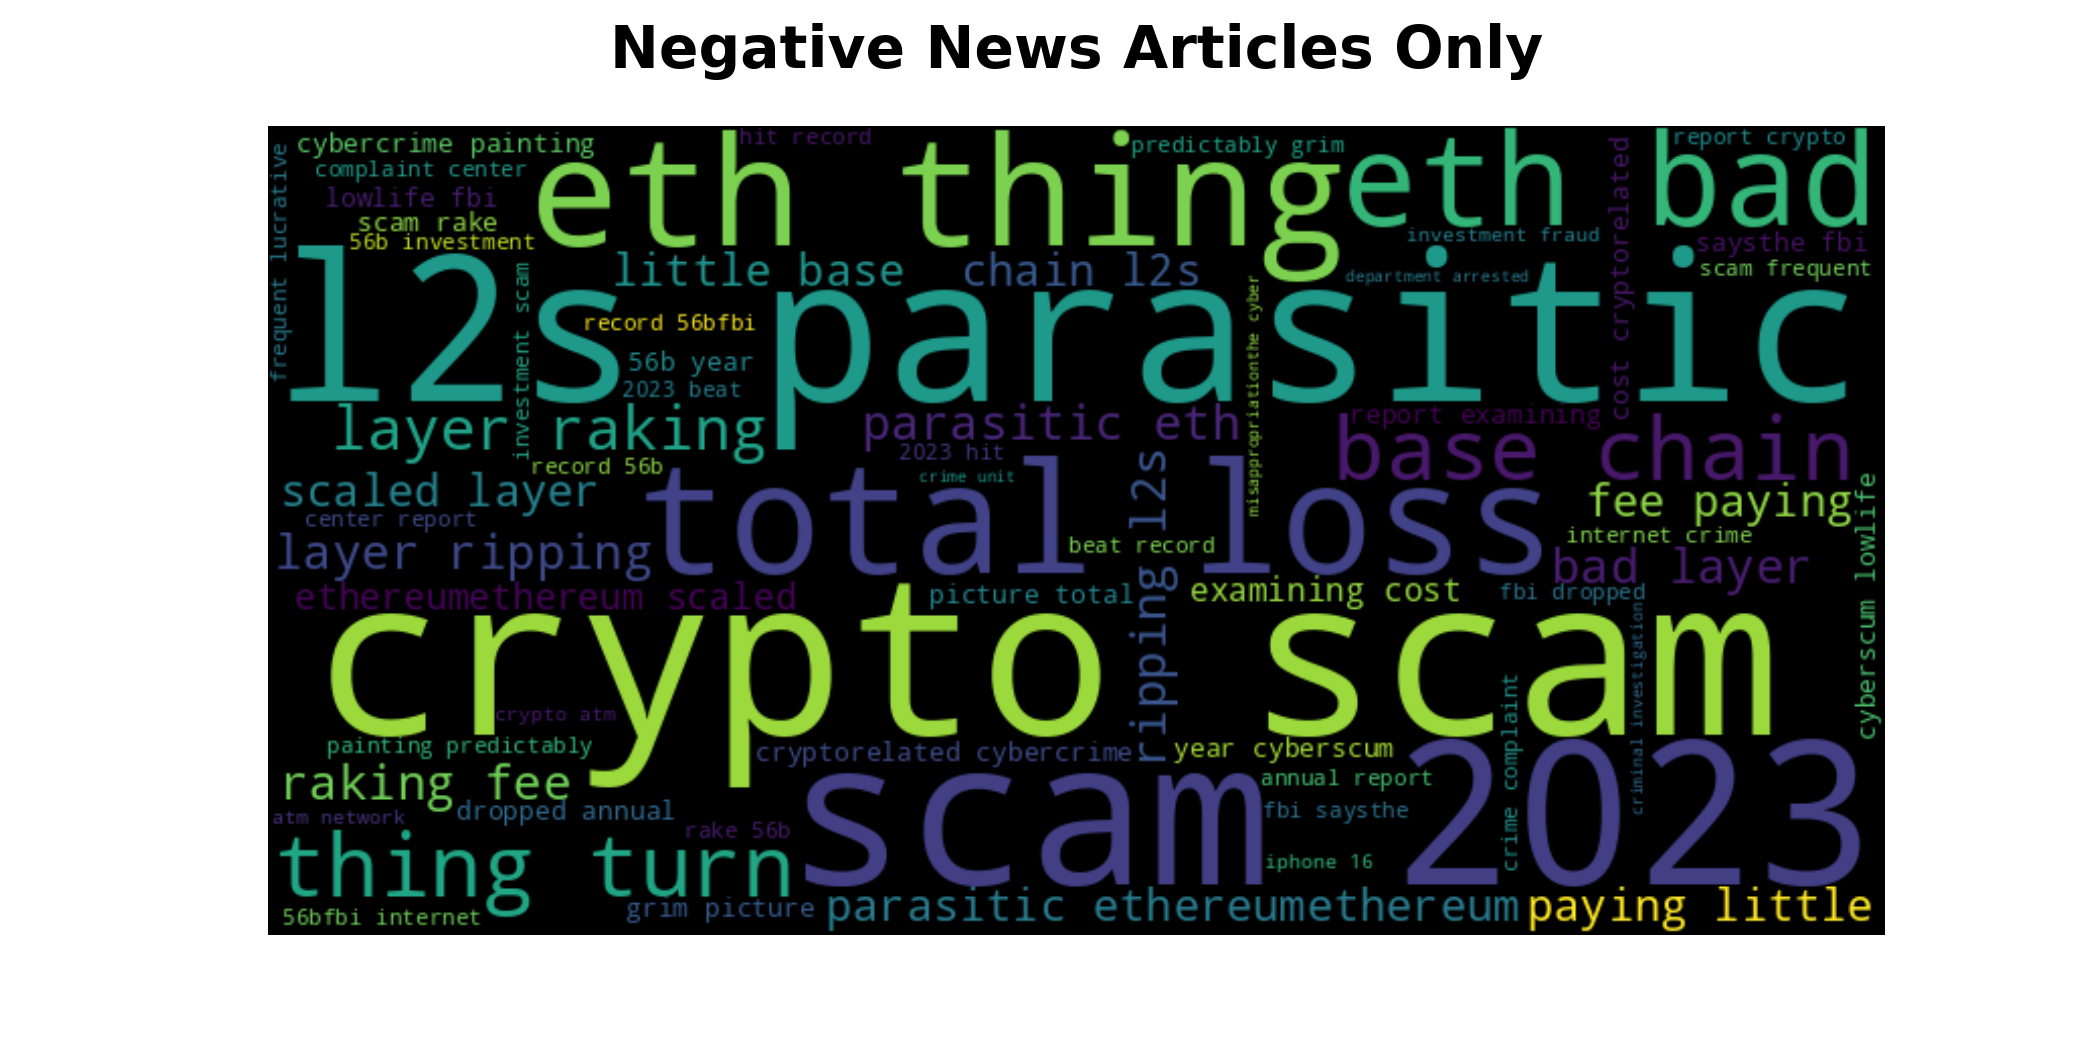 Negative News Articles Only
cybercrime painting
hit record
predictably grim
report crypto
complaint center
eth thing
eth bad
lowlife fbi
scam rake
56b investment
frequent lucrative
investment fraud
cryptorelated
saysthe fbi
scam frequent
little base
chain l2s
department arrested
l2s parasitic
investment scam
record 56bfbi
56b year
2023 beat
misappropriationthe cyber
cost cryptorelated
layer raking
parasitic eth
report examining
base chain
2023 hit
record 56b
crime unit
scaled layer
total loss
fee paying
center report
internet crime
layer ripping
beat record
bad layer
cyberscum lowlife
ethereumethereum scaled
picture total
ripping l2s
examining cost
fbi dropped
criminal investigation
crypto scam
crypto atm
painting predictably
cryptorelated cybercrime
year cyberscum
crime complaint
raking fee
annual report
scam 2023
dropped annual
fbi saysthe
atm network
rake 56b
thing turn
iphone 16
56bfbi internet
grim picture
parasitic ethereumethereum
paying little